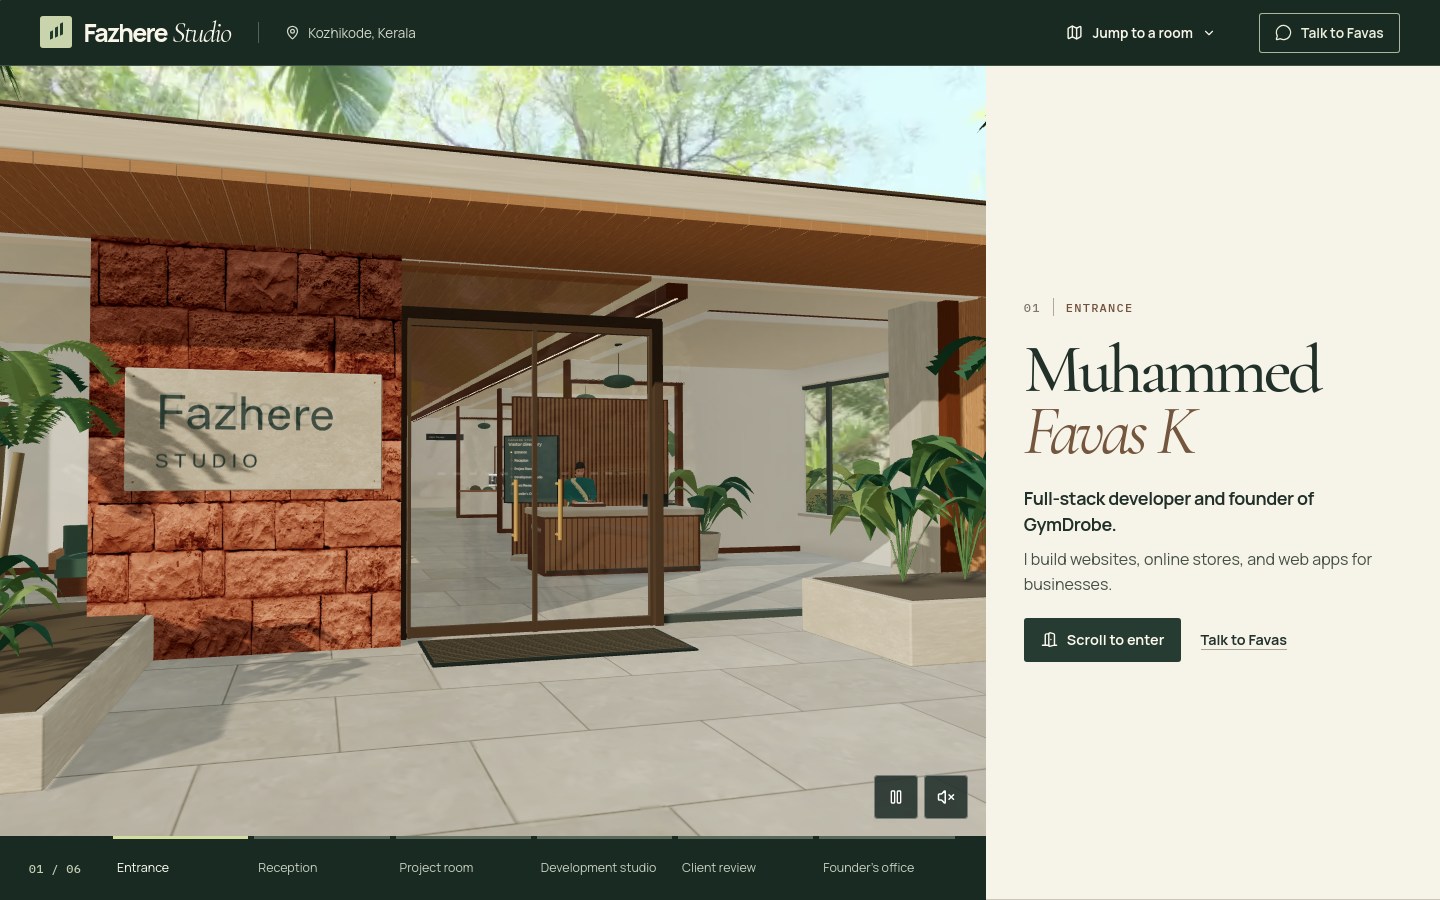 Fazhere Studio
Kozhikode, Kerala
Jump to a room
Talk to Favas
Fazhere
STUDIO
01 | ENTRANCE
Muhammed
Favas K
Full-stack developer and founder of
GymDrobe.
I build websites, online stores, and web apps for
businesses.
Scroll to enter
Talk to Favas
01 / 06
Entrance
Reception
Project room
Development studio
Client review
Founder's office